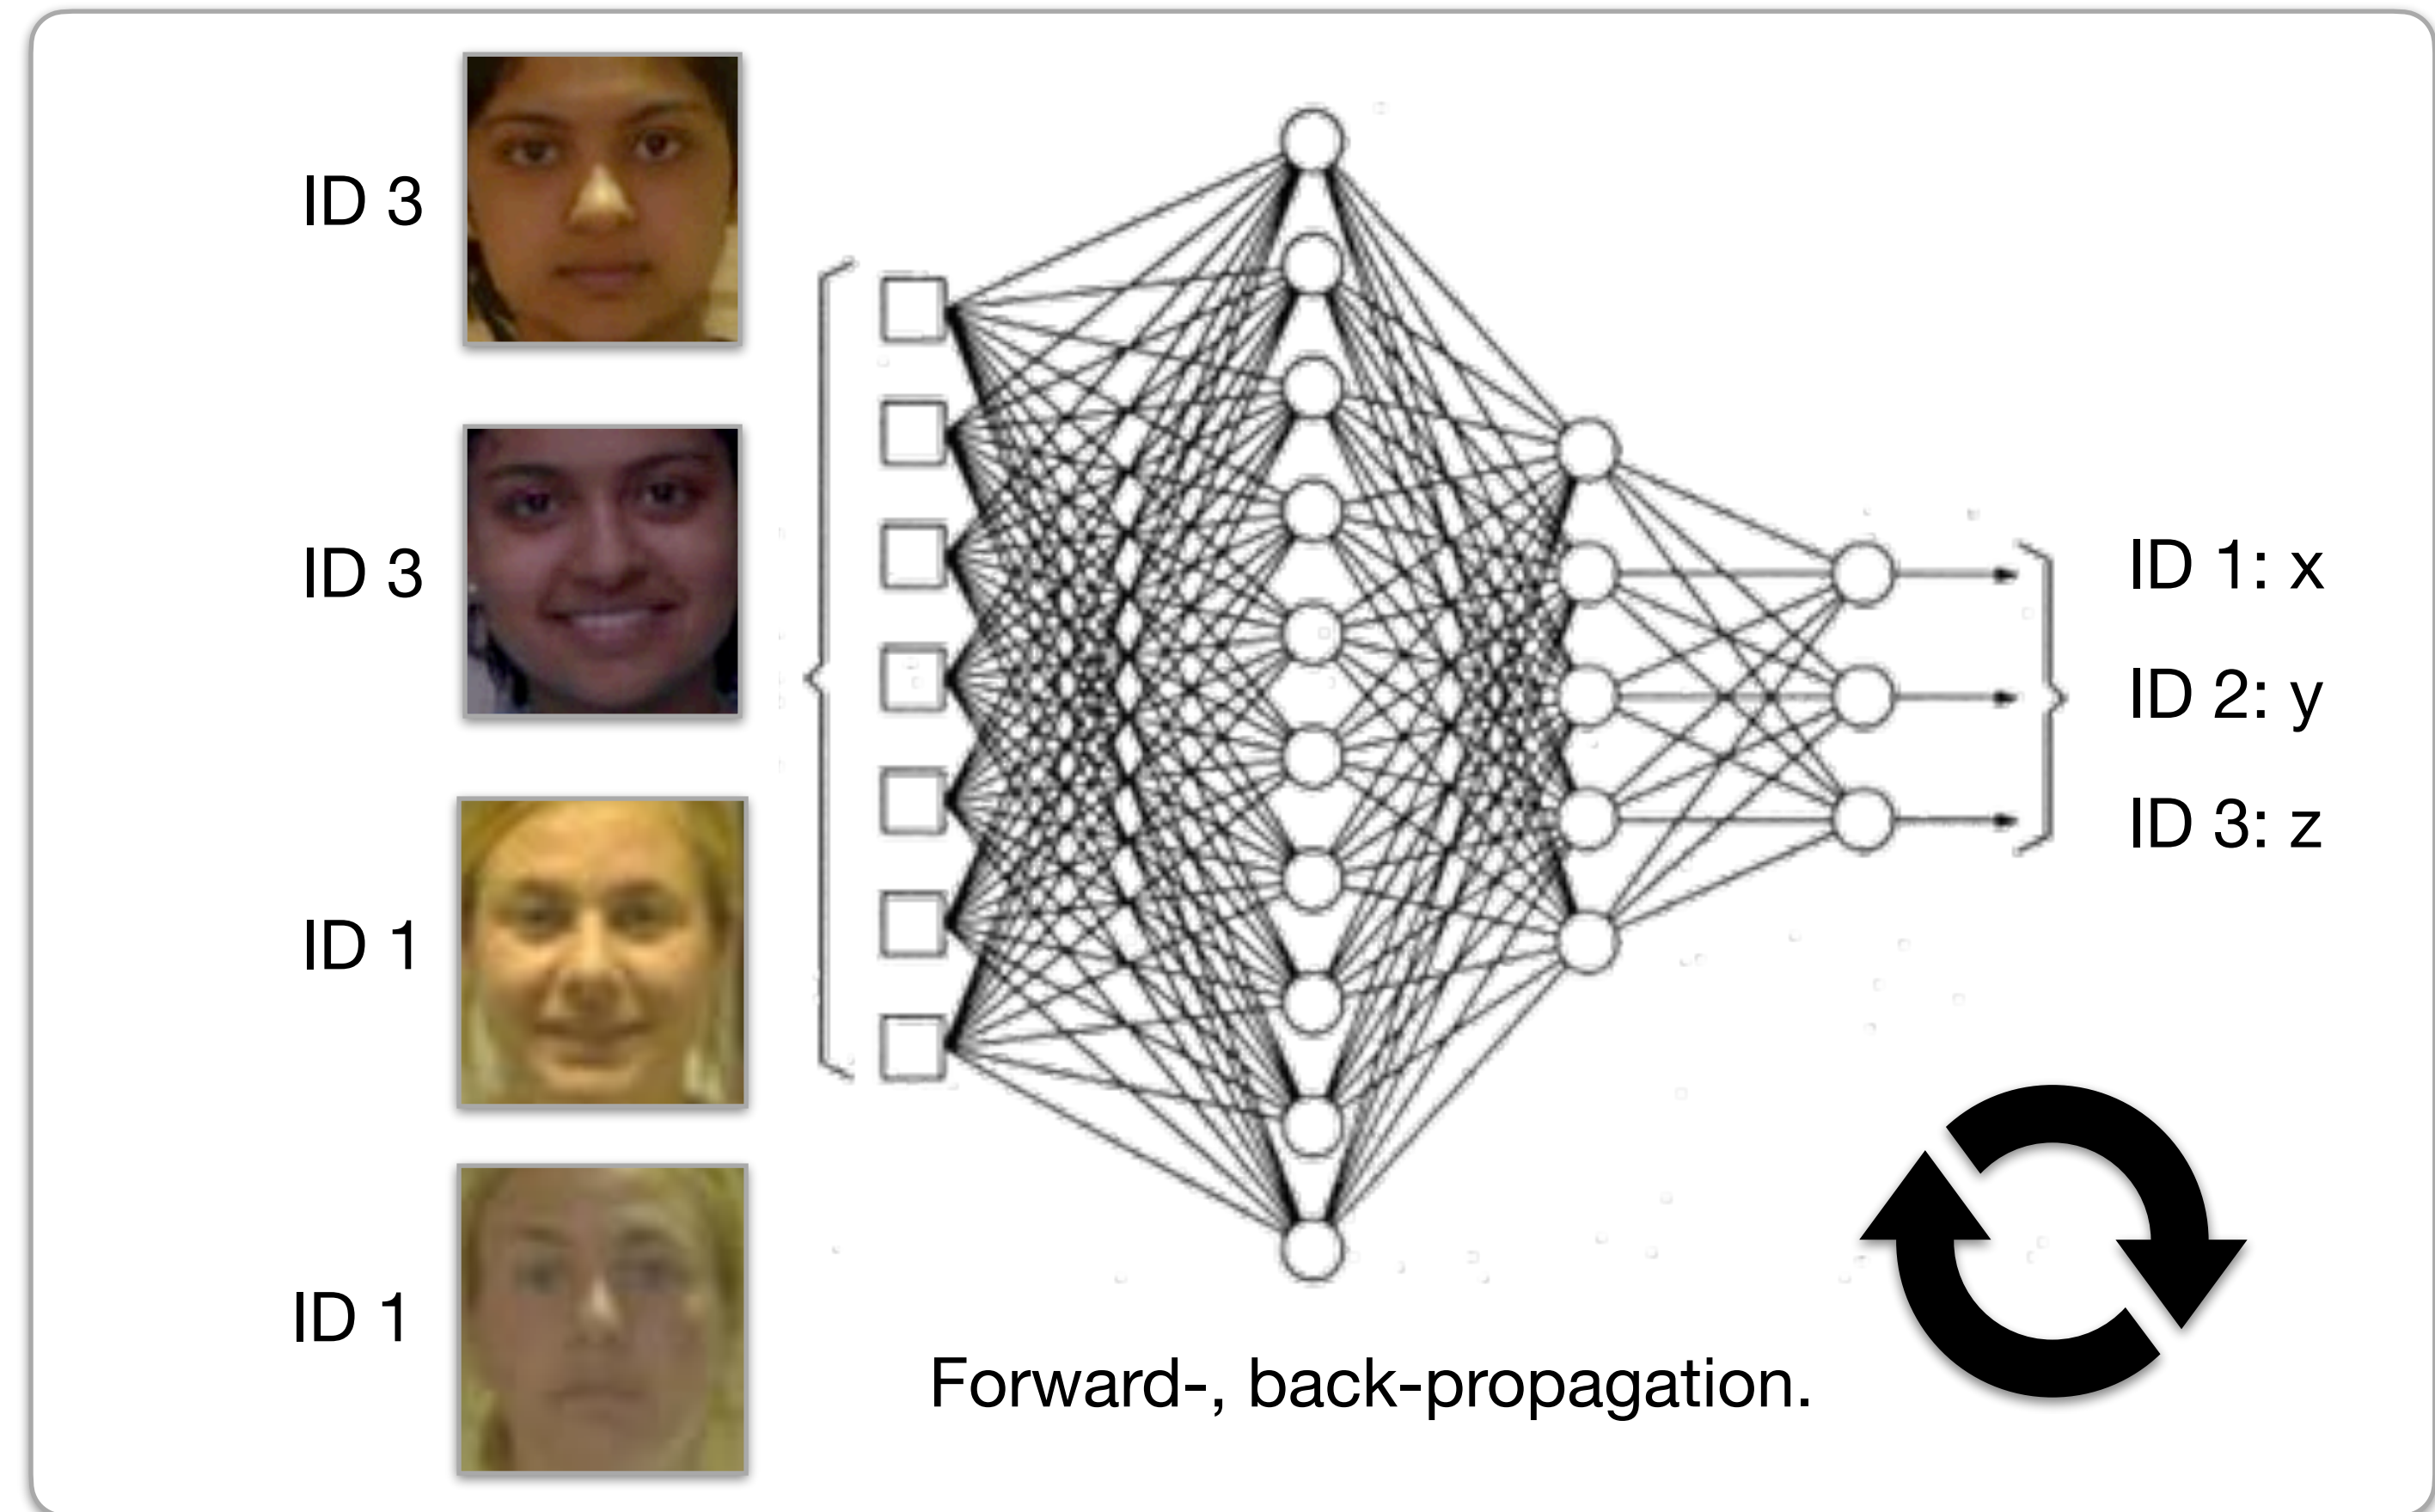 ID 3
ID 3
ID 1
ID 1
ID 1: x
ID 2: y
ID 3: z
Forward-, back-propagation.